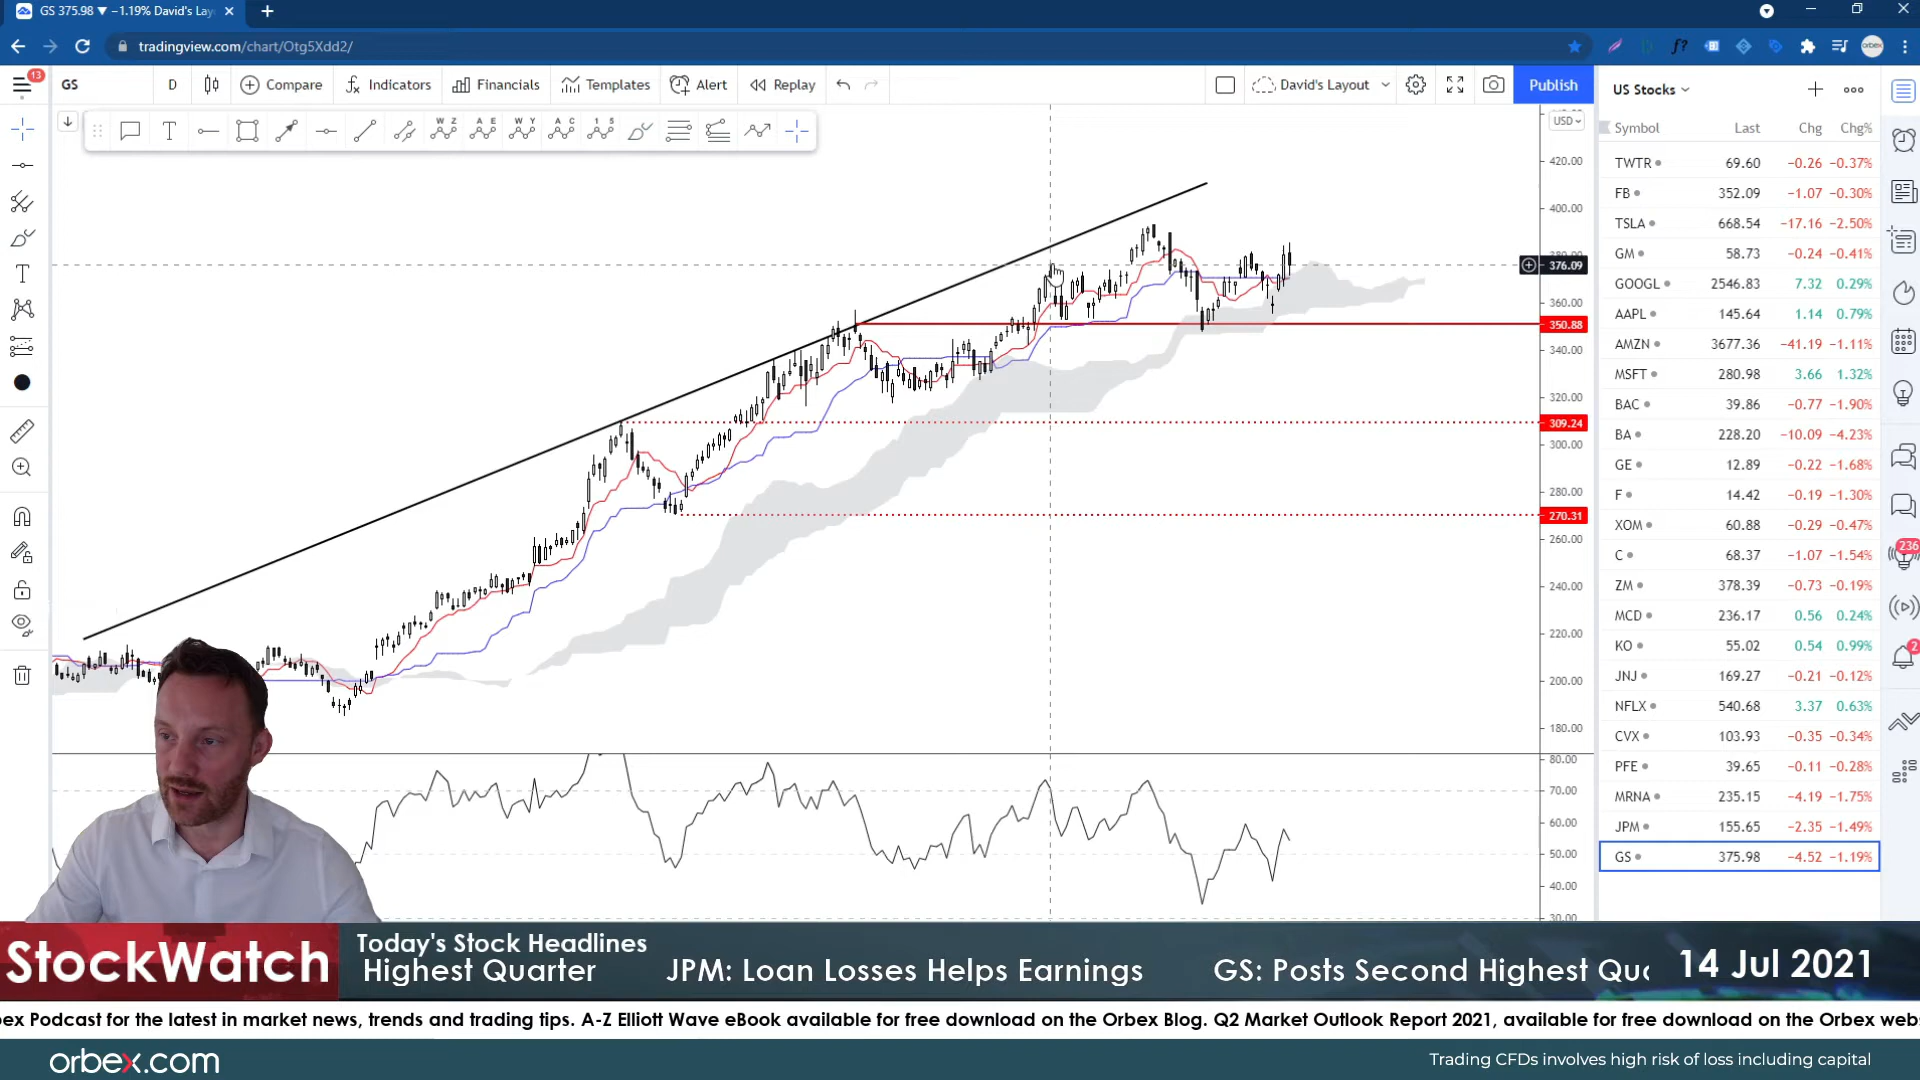 GS 375.98 ▼ −1.19% David's Lay
tradingview.com/chart/Otg5Xdd2/
13
GS
D
Compare
Indicators
Financials
Templates
Alert
Replay
David's Layout
Publish
US Stocks
T
W Z
A E
W Y
A C
1 5
USD
420.00
400.00
376.09
360.00
350.88
340.00
320.00
309.24
300.00
280.00
270.31
260.00
240.00
220.00
200.00
180.00
80.00
70.00
60.00
50.00
40.00
30.00
Symbol Last Chg Chg%
TWTR 69.60 −0.26 −0.37%
FB 352.09 −1.07 −0.30%
TSLA 668.54 −17.16 −2.50%
GM 58.73 −0.24 −0.41%
GOOGL 2546.83 7.32 0.29%
AAPL 145.64 1.14 0.79%
AMZN 3677.36 −41.19 −1.11%
MSFT 280.98 3.66 1.32%
BAC 39.86 −0.77 −1.90%
BA 228.20 −10.09 −4.23%
GE 12.89 −0.22 −1.68%
F 14.42 −0.19 −1.30%
XOM 60.88 −0.29 −0.47%
C 68.37 −1.07 −1.54%
ZM 378.39 −0.73 −0.19%
MCD 236.17 0.56 0.24%
KO 55.02 0.54 0.99%
JNJ 169.27 −0.21 −0.12%
NFLX 540.68 3.37 0.63%
CVX 103.93 −0.35 −0.34%
PFE 39.65 −0.11 −0.28%
MRNA 235.15 −4.19 −1.75%
JPM 155.65 −2.35 −1.49%
GS 375.98 −4.52 −1.19%
236
2
StockWatch
Today's Stock Headlines
Highest Quarter JPM: Loan Losses Helps Earnings GS: Posts Second Highest Qu
14 Jul 2021
bex Podcast for the latest in market news, trends and trading tips. A-Z Elliott Wave eBook available for free download on the Orbex Blog. Q2 Market Outlook Report 2021, available for free download on the Orbex web
orbex.com
Trading CFDs involves high risk of loss including capital